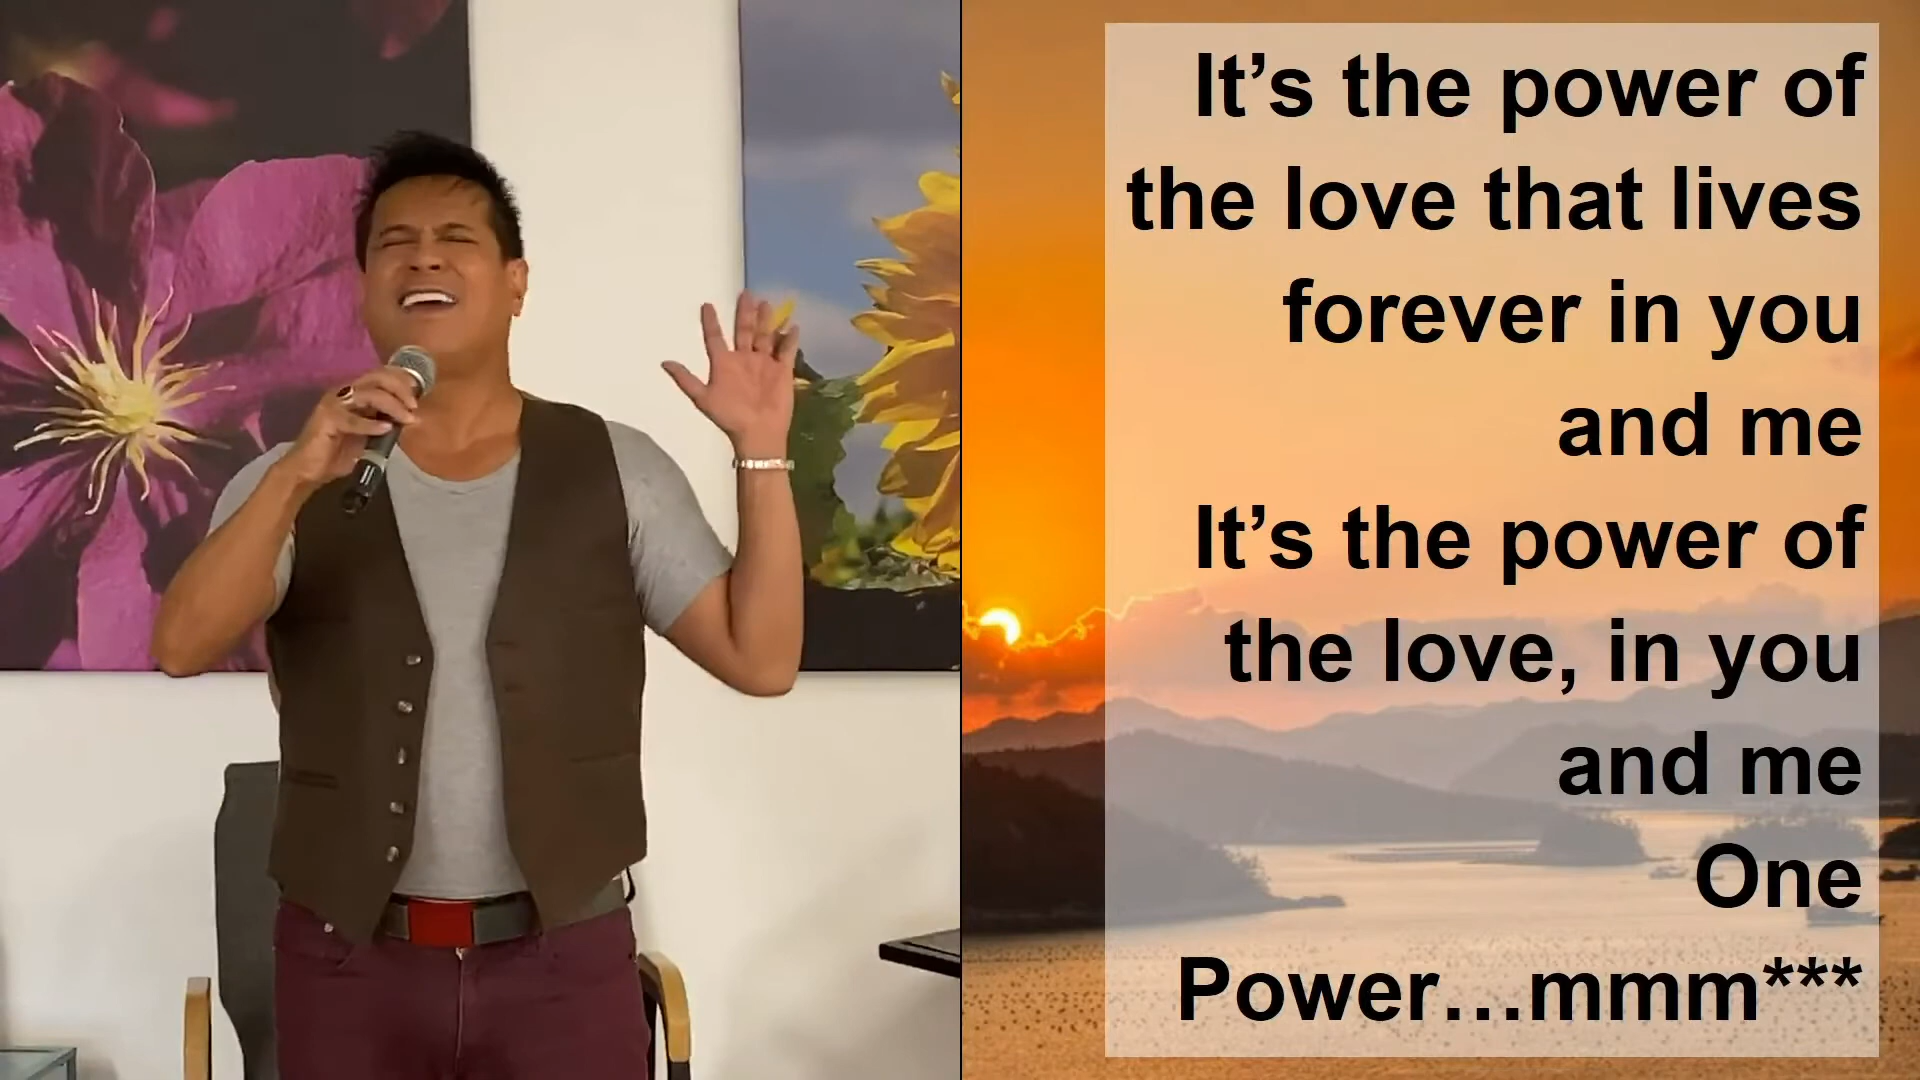 It’s the power of
the love that lives
forever in you
and me
It’s the power of
the love, in you
and me
One
Power…mmm***